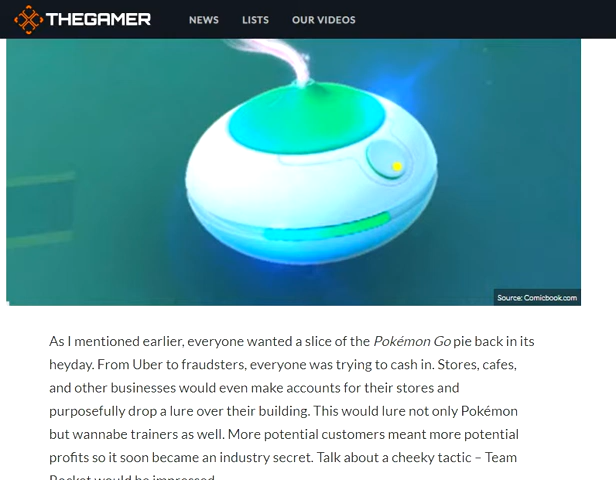 THEGAMER
NEWS
LISTS
OUR VIDEOS
Source: Comicbook.com
As I mentioned earlier, everyone wanted a slice of the Pokémon Go pie back in its
heyday. From Uber to fraudsters, everyone was trying to cash in. Stores, cafes,
and other businesses would even make accounts for their stores and
purposefully drop a lure over their building. This would lure not only Pokémon
but wannabe trainers as well. More potential customers meant more potential
profits so it soon became an industry secret. Talk about a cheeky tactic – Team
Rocket would be impressed.